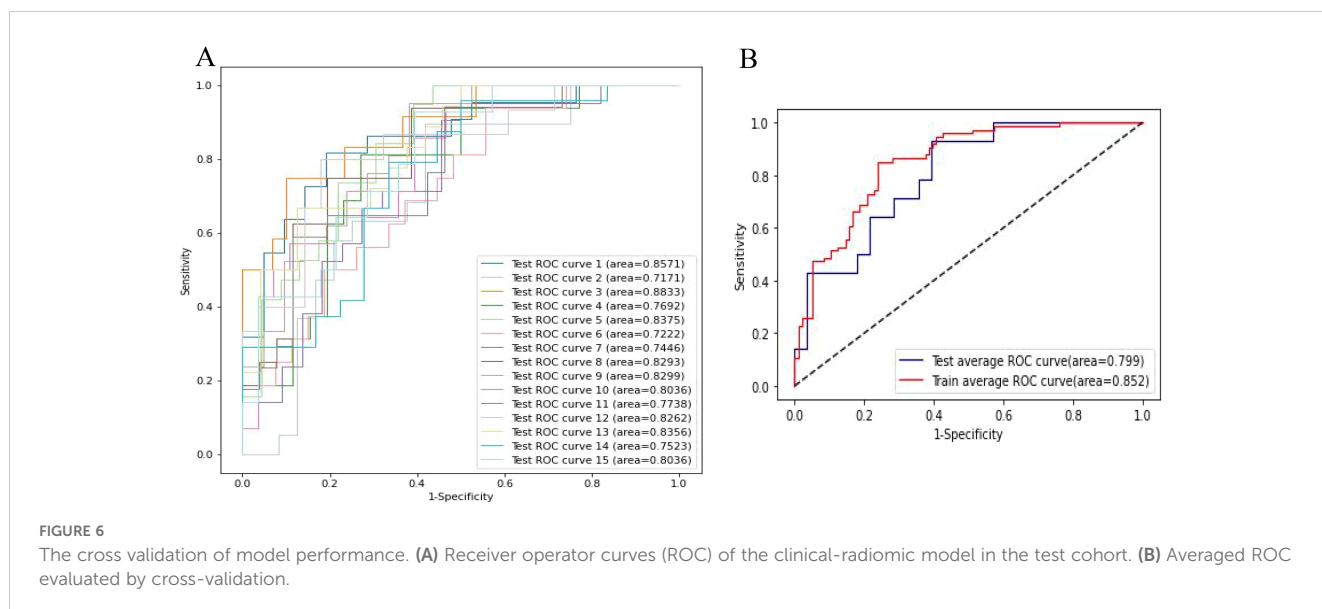 A
1.0
0.8
0.6
0.4
0.2
0.0
Sensitivity
0.0 0.2 0.4 0.6 0.8 1.0
1-Specificity
Test ROC curve 1 (area=0.8571)
Test ROC curve 2 (area=0.7171)
Test ROC curve 3 (area=0.8833)
Test ROC curve 4 (area=0.7692)
Test ROC curve 5 (area=0.8375)
Test ROC curve 6 (area=0.7222)
Test ROC curve 7 (area=0.7446)
Test ROC curve 8 (area=0.8293)
Test ROC curve 9 (area=0.8299)
Test ROC curve 10 (area=0.8036)
Test ROC curve 11 (area=0.7738)
Test ROC curve 12 (area=0.8262)
Test ROC curve 13 (area=0.8356)
Test ROC curve 14 (area=0.7523)
Test ROC curve 15 (area=0.8036)
B
1.0
0.8
0.6
0.4
0.2
0.0
Sensitivity
0.0 0.2 0.4 0.6 0.8 1.0
1-Specificity
Test average ROC curve(area=0.799)
Train average ROC curve(area=0.852)
FIGURE 6
The cross validation of model performance. (A) Receiver operator curves (ROC) of the clinical-radiomic model in the test cohort. (B) Averaged ROC
evaluated by cross-validation.